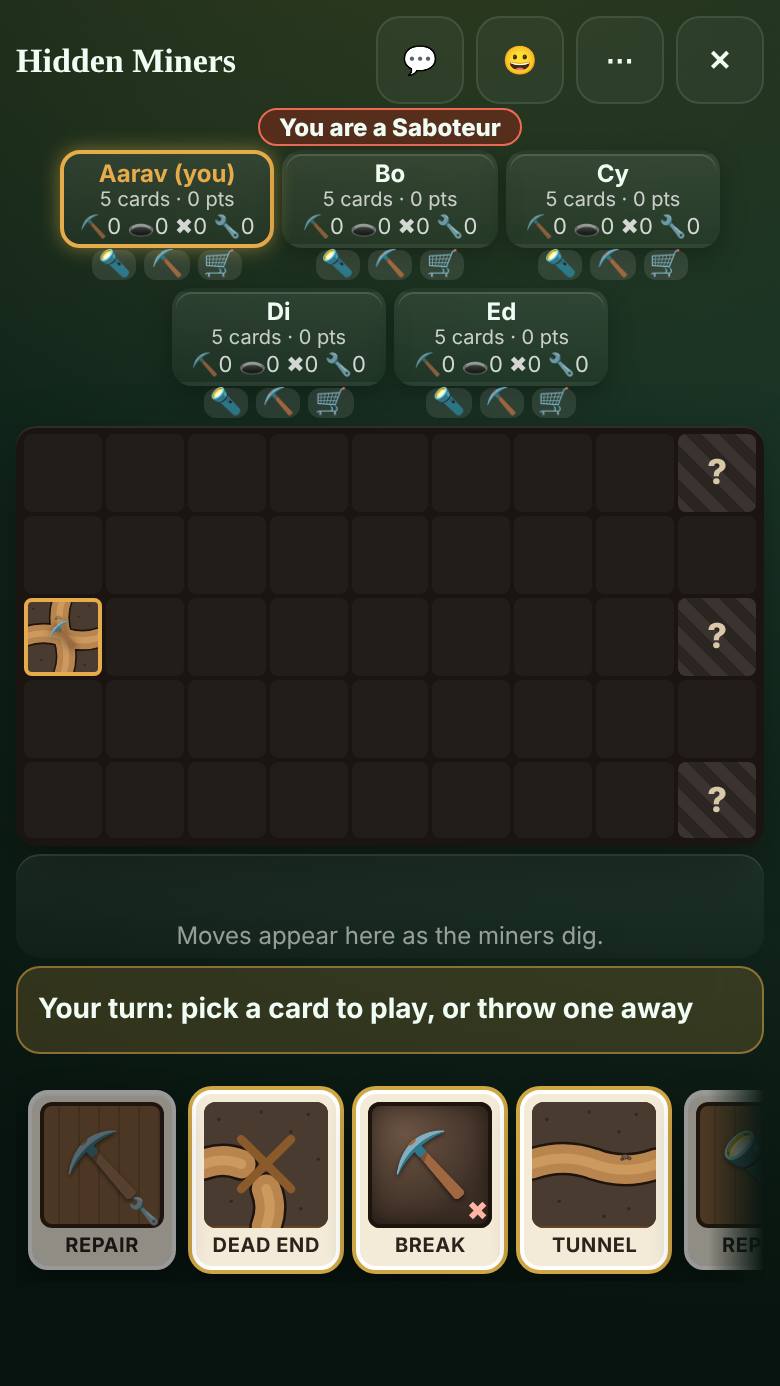 Hidden Miners
You are a Saboteur
Aarav (you)
5 cards · 0 pts
0 0 0 0
Bo
5 cards · 0 pts
0 0 0 0
Cy
5 cards · 0 pts
0 0 0 0
Di
5 cards · 0 pts
0 0 0 0
Ed
5 cards · 0 pts
0 0 0 0
?
?
?
Moves appear here as the miners dig.
Your turn: pick a card to play, or throw one away
REPAIR
DEAD END
BREAK
TUNNEL